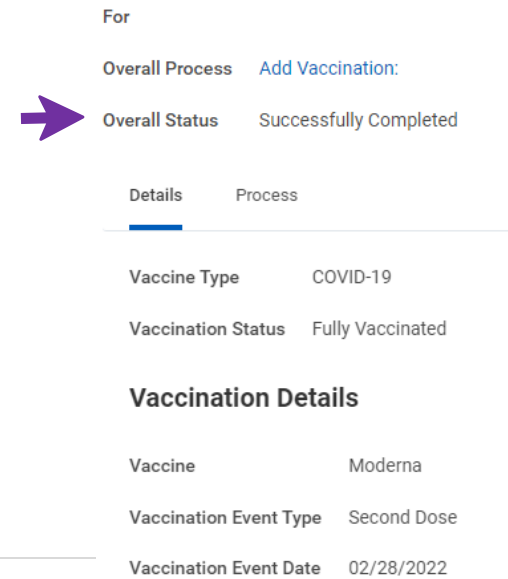 For
Overall Process Add Vaccination:
Overall Status Successfully Completed
Details Process
Vaccine Type COVID-19
Vaccination Status Fully Vaccinated
Vaccination Details
Vaccine Moderna
Vaccination Event Type Second Dose
Vaccination Event Date 02/28/2022